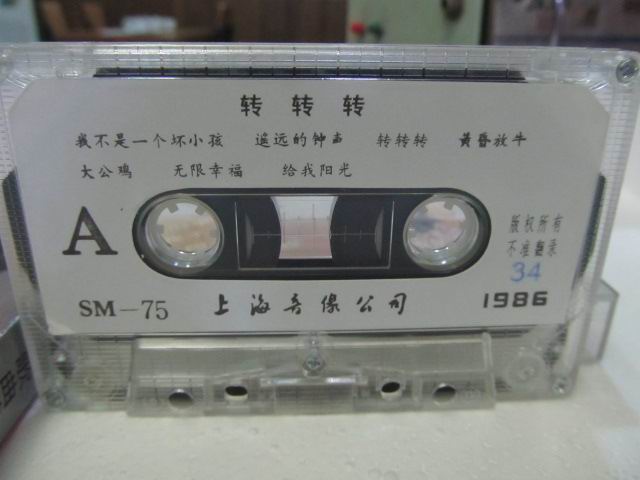 转 转 转
我不是一个坏小孩 遥远的钟声 转转转 黄昏放牛
大公鸡 无限幸福 给我阳光
A
版权所有
不准翻录
34
SM-75 上海音像公司 1986